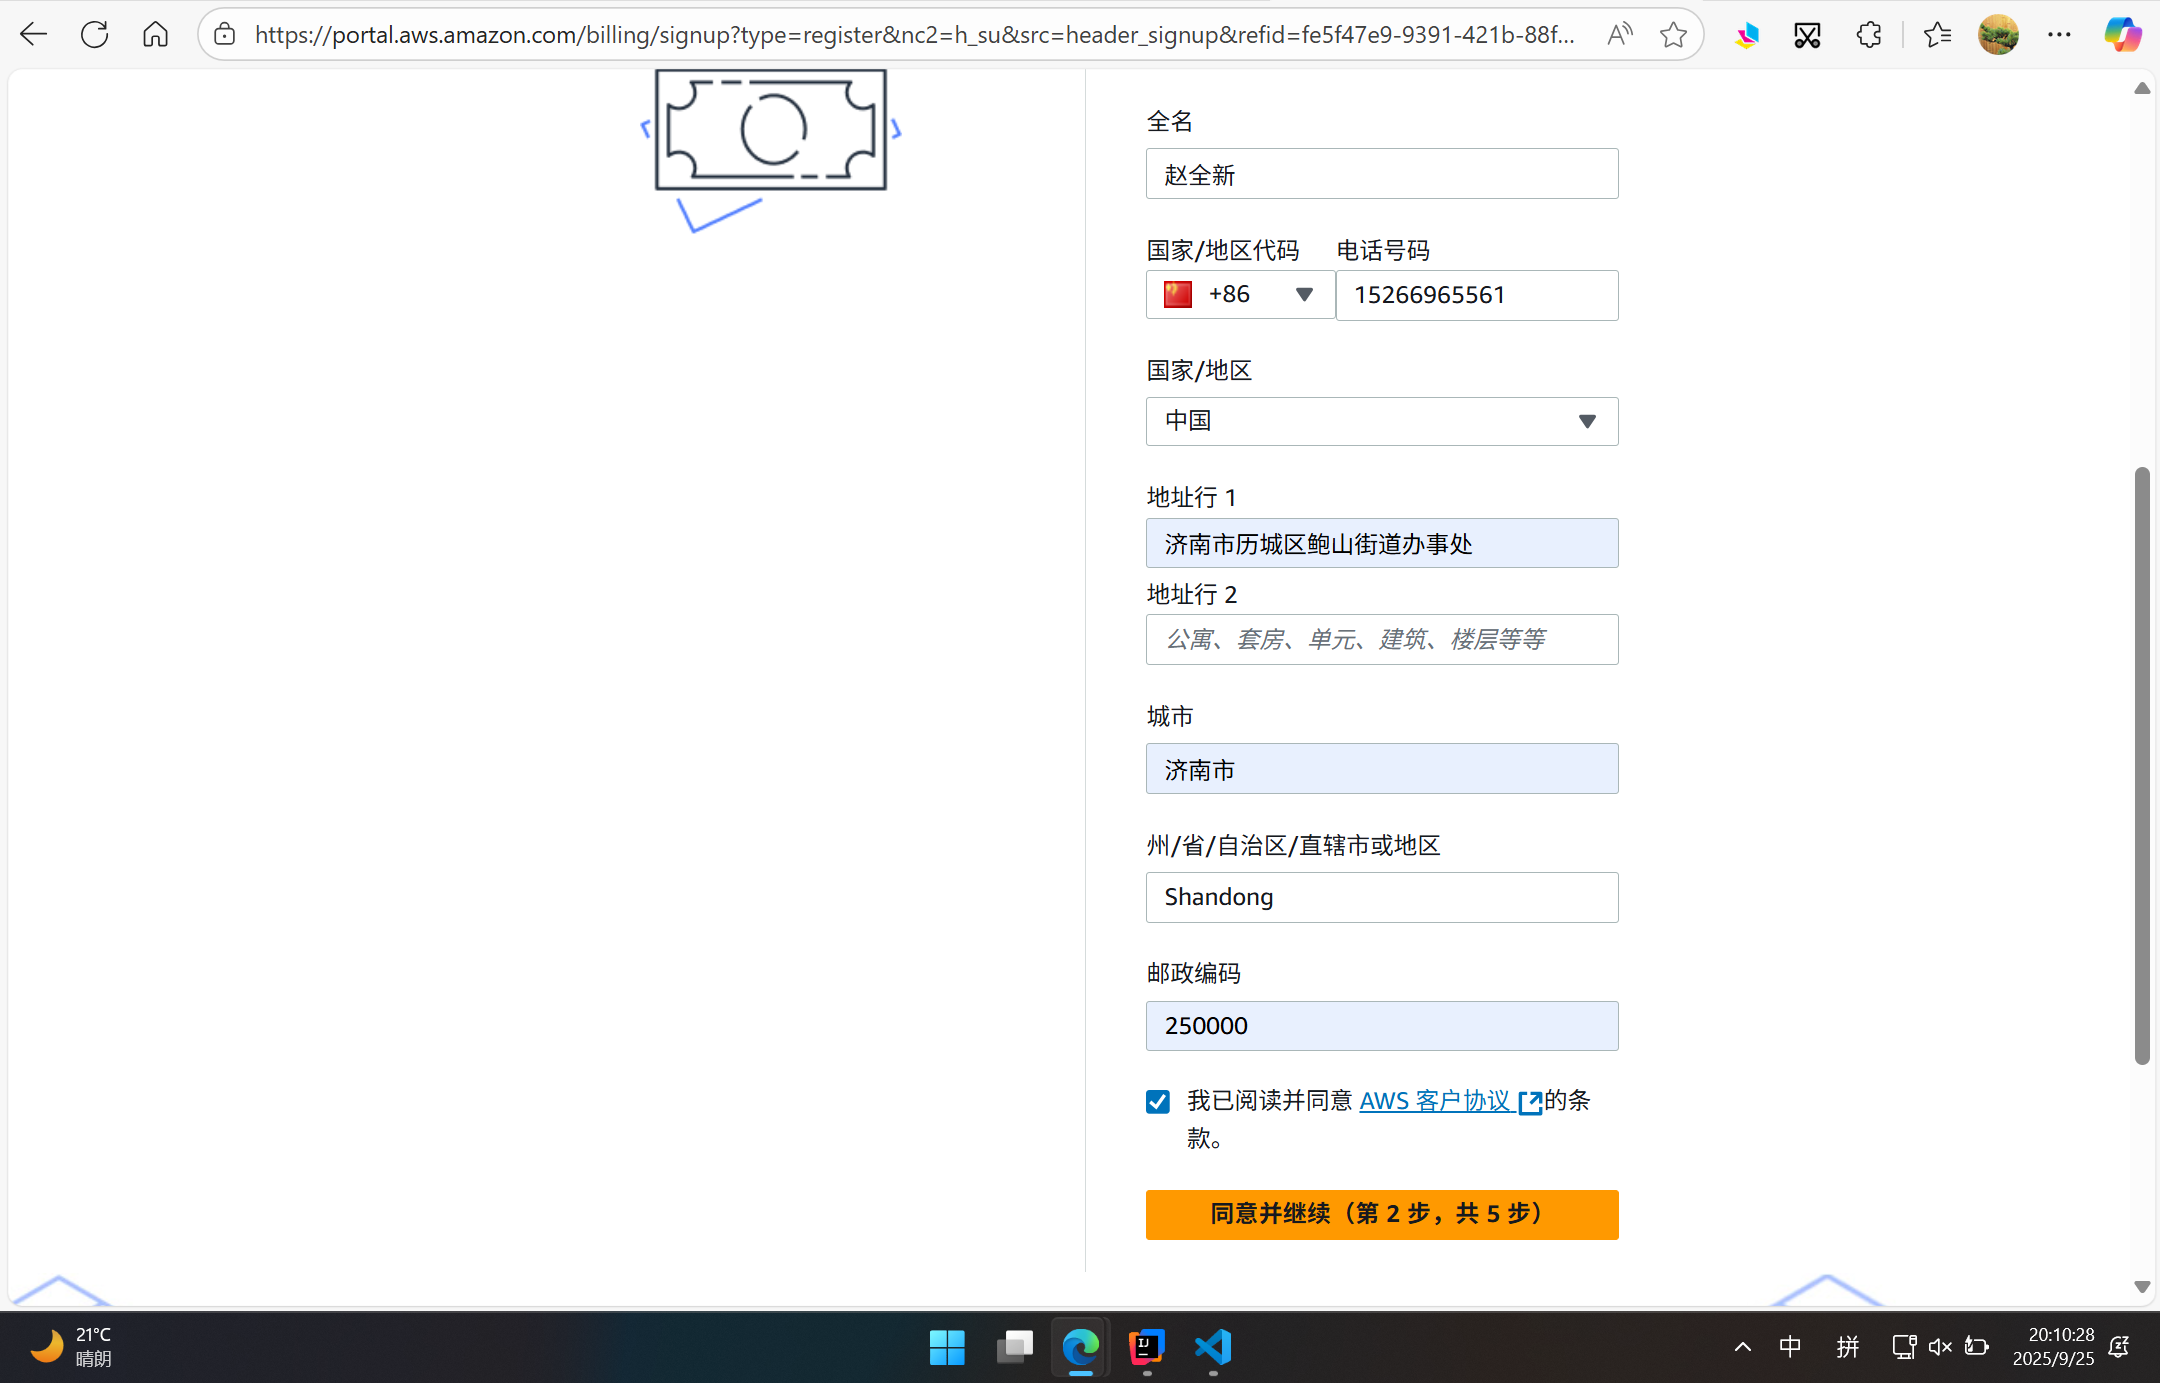 https://portal.aws.amazon.com/billing/signup?type=register&nc2=h_su&src=header_signup&refid=fe5f47e9-9391-421b-88f...
全名
赵全新
国家/地区代码 电话号码
+86 15266965561
国家/地区
中国
地址行 1
济南市历城区鲍山街道办事处
地址行 2
公寓、套房、单元、建筑、楼层等等
城市
济南市
州/省/自治区/直辖市或地区
Shandong
邮政编码
250000
我已阅读并同意 AWS 客户协议 的条
款。
同意并继续（第 2 步，共 5 步）
21°C
晴朗
中 拼
20:10:28
2025/9/25